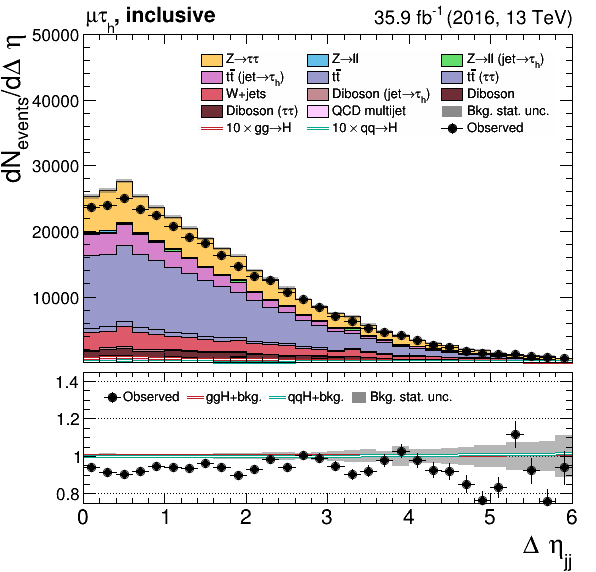 μτh, inclusive 35.9 fb-1 (2016, 13 TeV)
dNevents/dΔ η
50000
40000
30000
20000
10000
Z→ττ Z→ll Z→ll (jet→τh)
tt̄ (jet→τh) tt̄ tt̄ (ττ)
W+jets Diboson (jet→τh) Diboson
Diboson (ττ) QCD multijet Bkg. stat. unc.
10 × gg→H 10 × qq→H Observed
1.4
1.2
1
0.8
Observed ggH+bkg. qqH+bkg. Bkg. stat. unc.
0 1 2 3 4 5 6
Δ ηjj